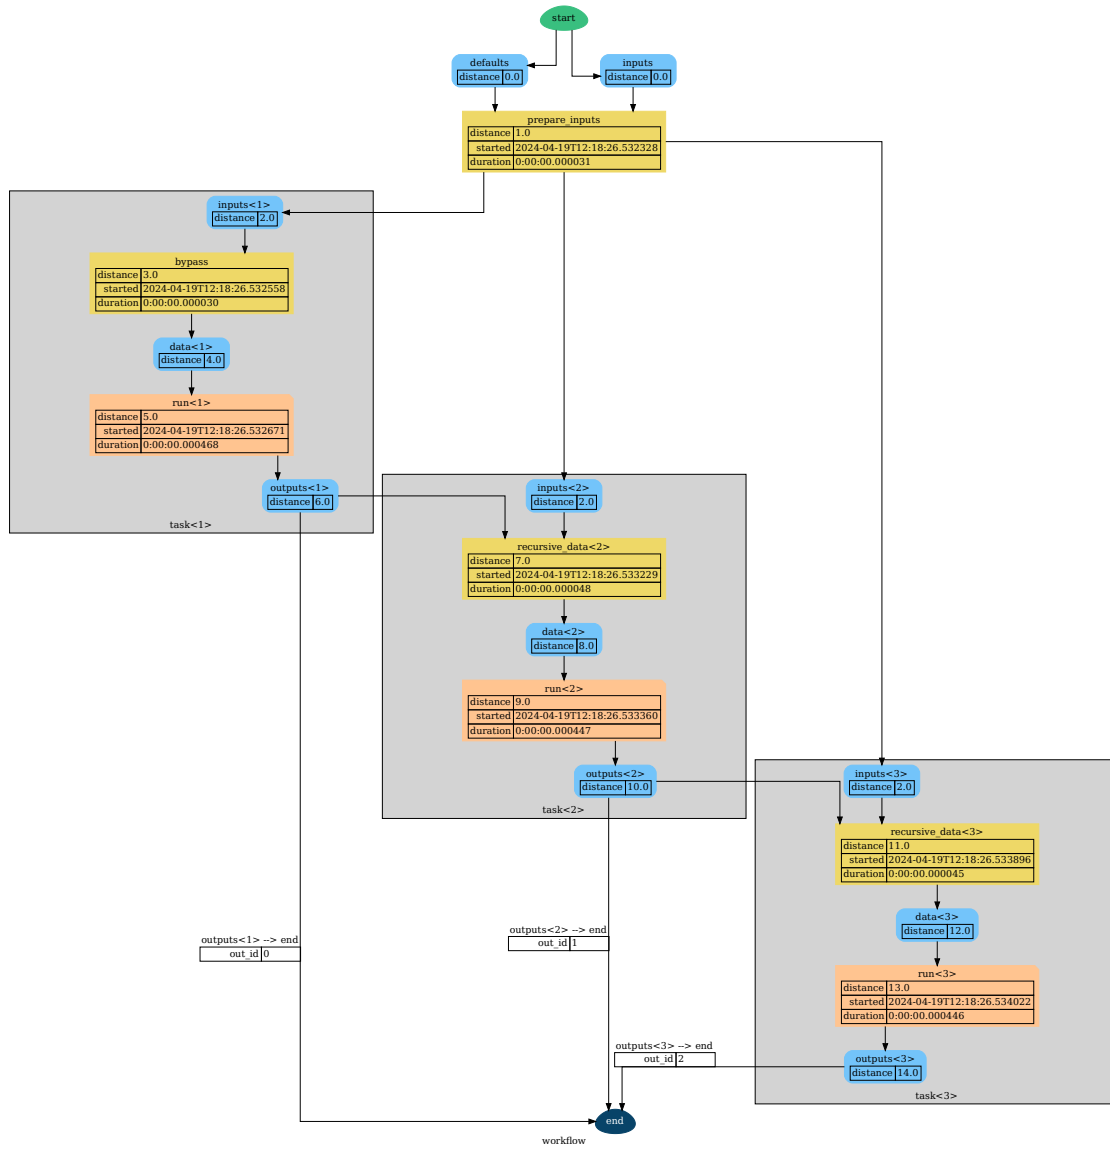 start
defaults
distance 0.0
inputs
distance 0.0
prepare_inputs
distance 1.0
started 2024-04-19T12:18:26.532328
duration 0:00:00.000031
inputs<1>
distance 2.0
bypass
distance 3.0
started 2024-04-19T12:18:26.532558
duration 0:00:00.000030
data<1>
distance 4.0
run<1>
distance 5.0
started 2024-04-19T12:18:26.532671
duration 0:00:00.000468
outputs<1>
distance 6.0
task<1>
inputs<2>
distance 2.0
recursive_data<2>
distance 7.0
started 2024-04-19T12:18:26.533229
duration 0:00:00.000048
data<2>
distance 8.0
run<2>
distance 9.0
started 2024-04-19T12:18:26.533360
duration 0:00:00.000447
outputs<2>
distance 10.0
task<2>
inputs<3>
distance 2.0
recursive_data<3>
distance 11.0
started 2024-04-19T12:18:26.533896
duration 0:00:00.000045
data<3>
distance 12.0
run<3>
distance 13.0
started 2024-04-19T12:18:26.534022
duration 0:00:00.000446
outputs<3>
distance 14.0
task<3>
outputs<1> --> end
out_id 0
outputs<2> --> end
out_id 1
outputs<3> --> end
out_id 2
end
workflow